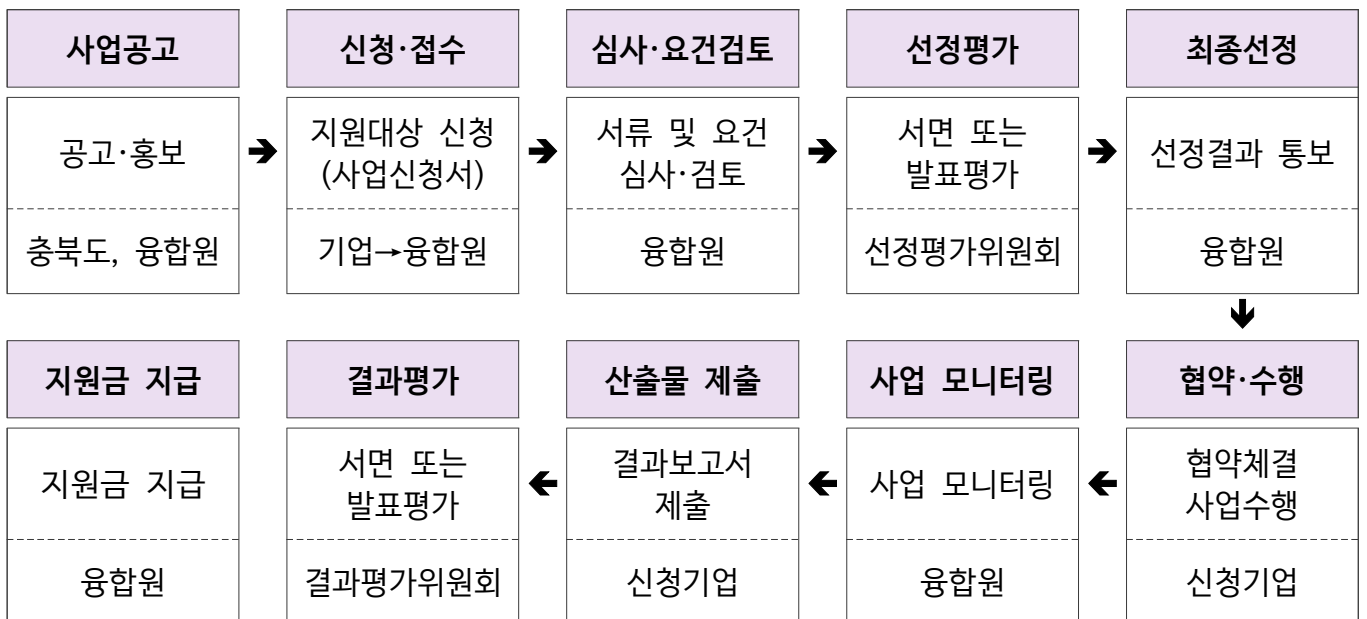 사업공고
공고·홍보
충북도, 융합원
➔
신청·접수
지원대상 신청
(사업신청서)
기업→융합원
➔
심사·요건검토
서류 및 요건
심사·검토
융합원
➔
선정평가
서면 또는
발표평가
선정평가위원회
➔
최종선정
선정결과 통보
융합원
협약·수행
협약체결
사업수행
신청기업
사업 모니터링
사업 모니터링
융합원
산출물 제출
결과보고서
제출
신청기업
결과평가
서면 또는
발표평가
결과평가위원회
지원금 지급
지원금 지급
융합원